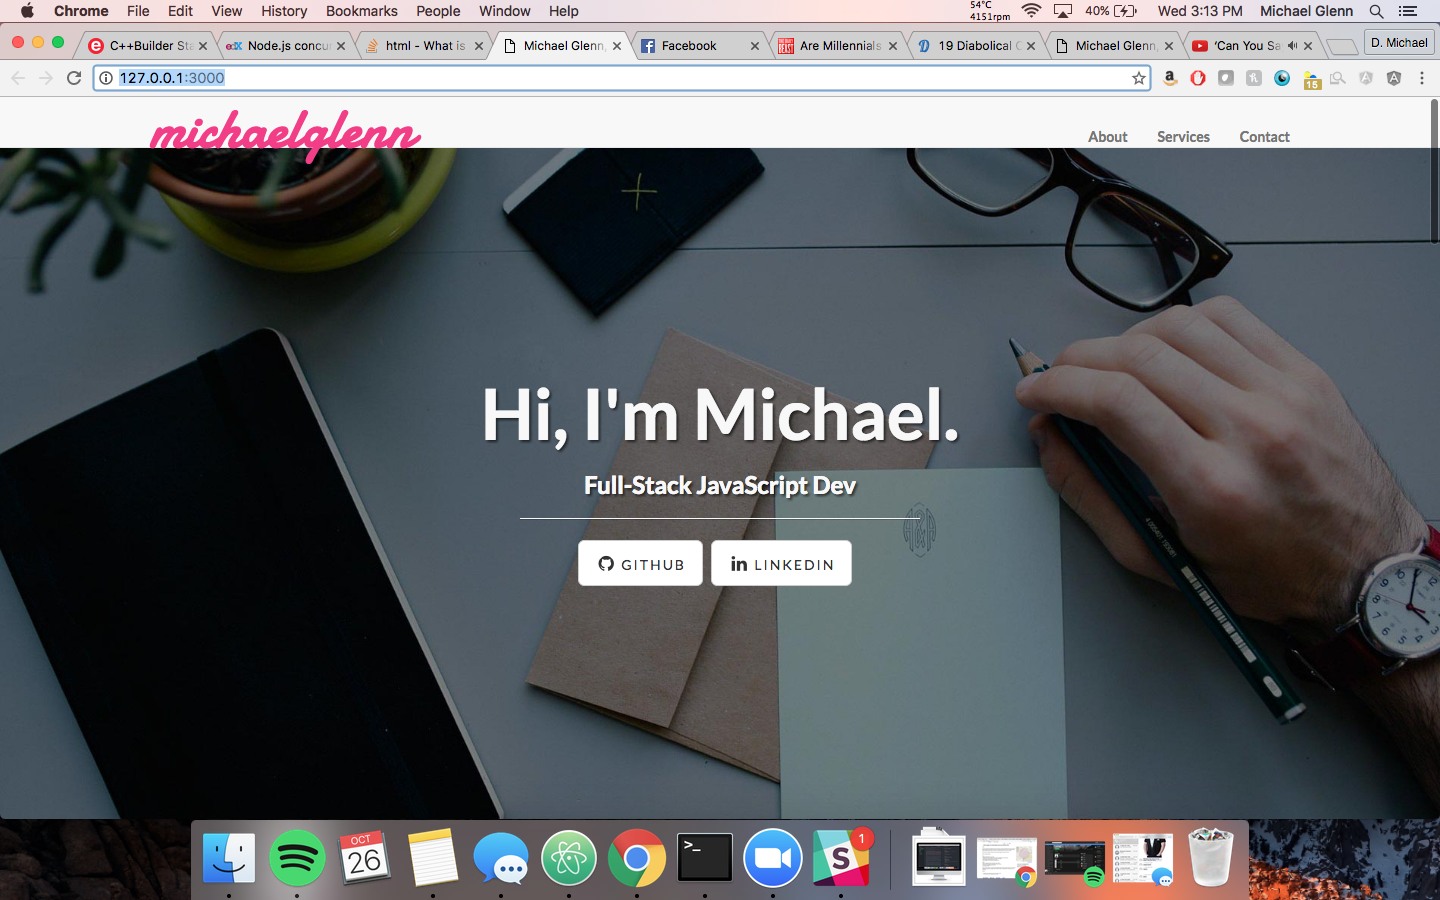 Chrome File Edit View History Bookmarks People Window Help
54°C
4151rpm
40% Wed 3:13 PM Michael Glenn
C++Builder Sta
Node.js concur
html - What is
Michael Glenn,
Facebook
Are Millennials
19 Diabolical C
Michael Glenn,
'Can You Sa
D. Michael
127.0.0.1:3000
15
michaelglenn
About Services Contact
Hi, I'm Michael.
Full-Stack JavaScript Dev
GITHUB
LINKEDIN
OCT
26
1